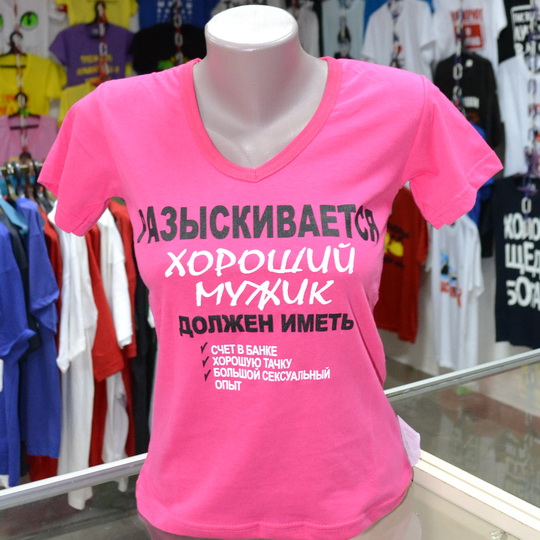 РАЗЫСКИВАЕТСЯ
ХОРОШИЙ
МУЖИК
ДОЛЖЕН ИМЕТЬ
СЧЕТ В БАНКЕ
ХОРОШУЮ ТАЧКУ
БОЛЬШОЙ СЕКСУАЛЬНЫЙ
ОПЫТ